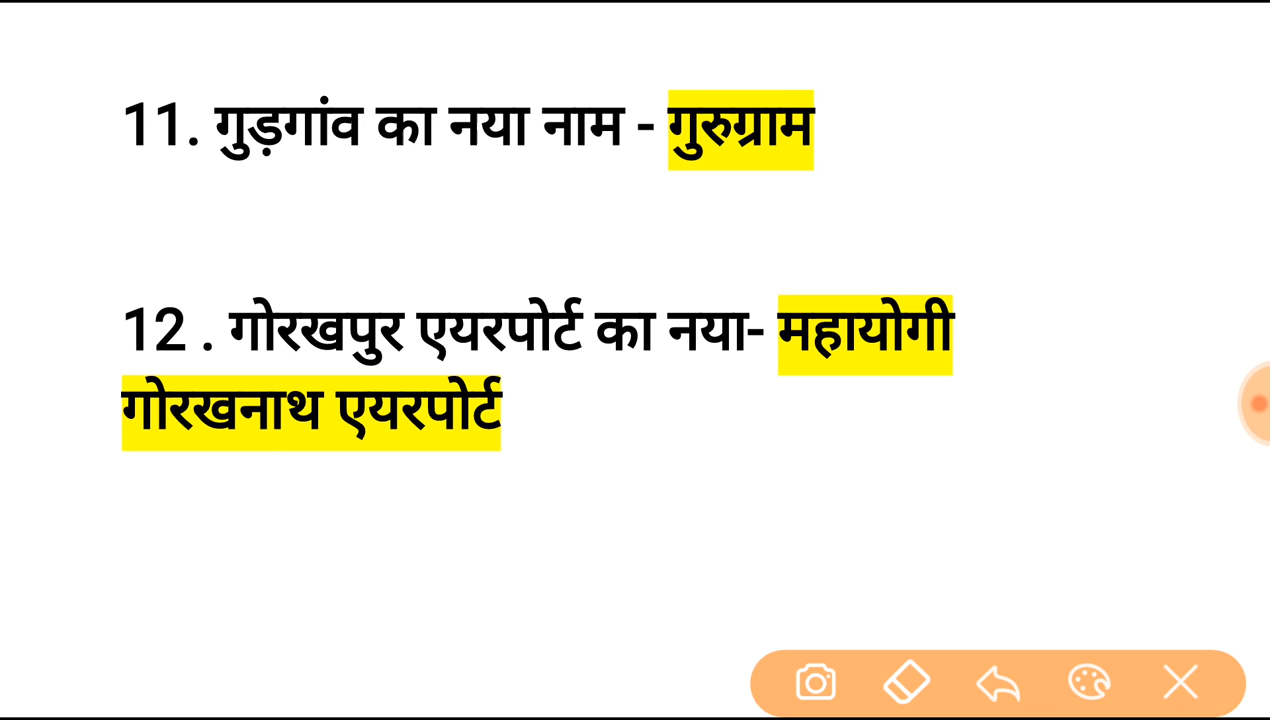 11. गुड़गांव का नया नाम - गुरुग्राम
12 . गोरखपुर एयरपोर्ट का नया- महायोगी
गोरखनाथ एयरपोर्ट